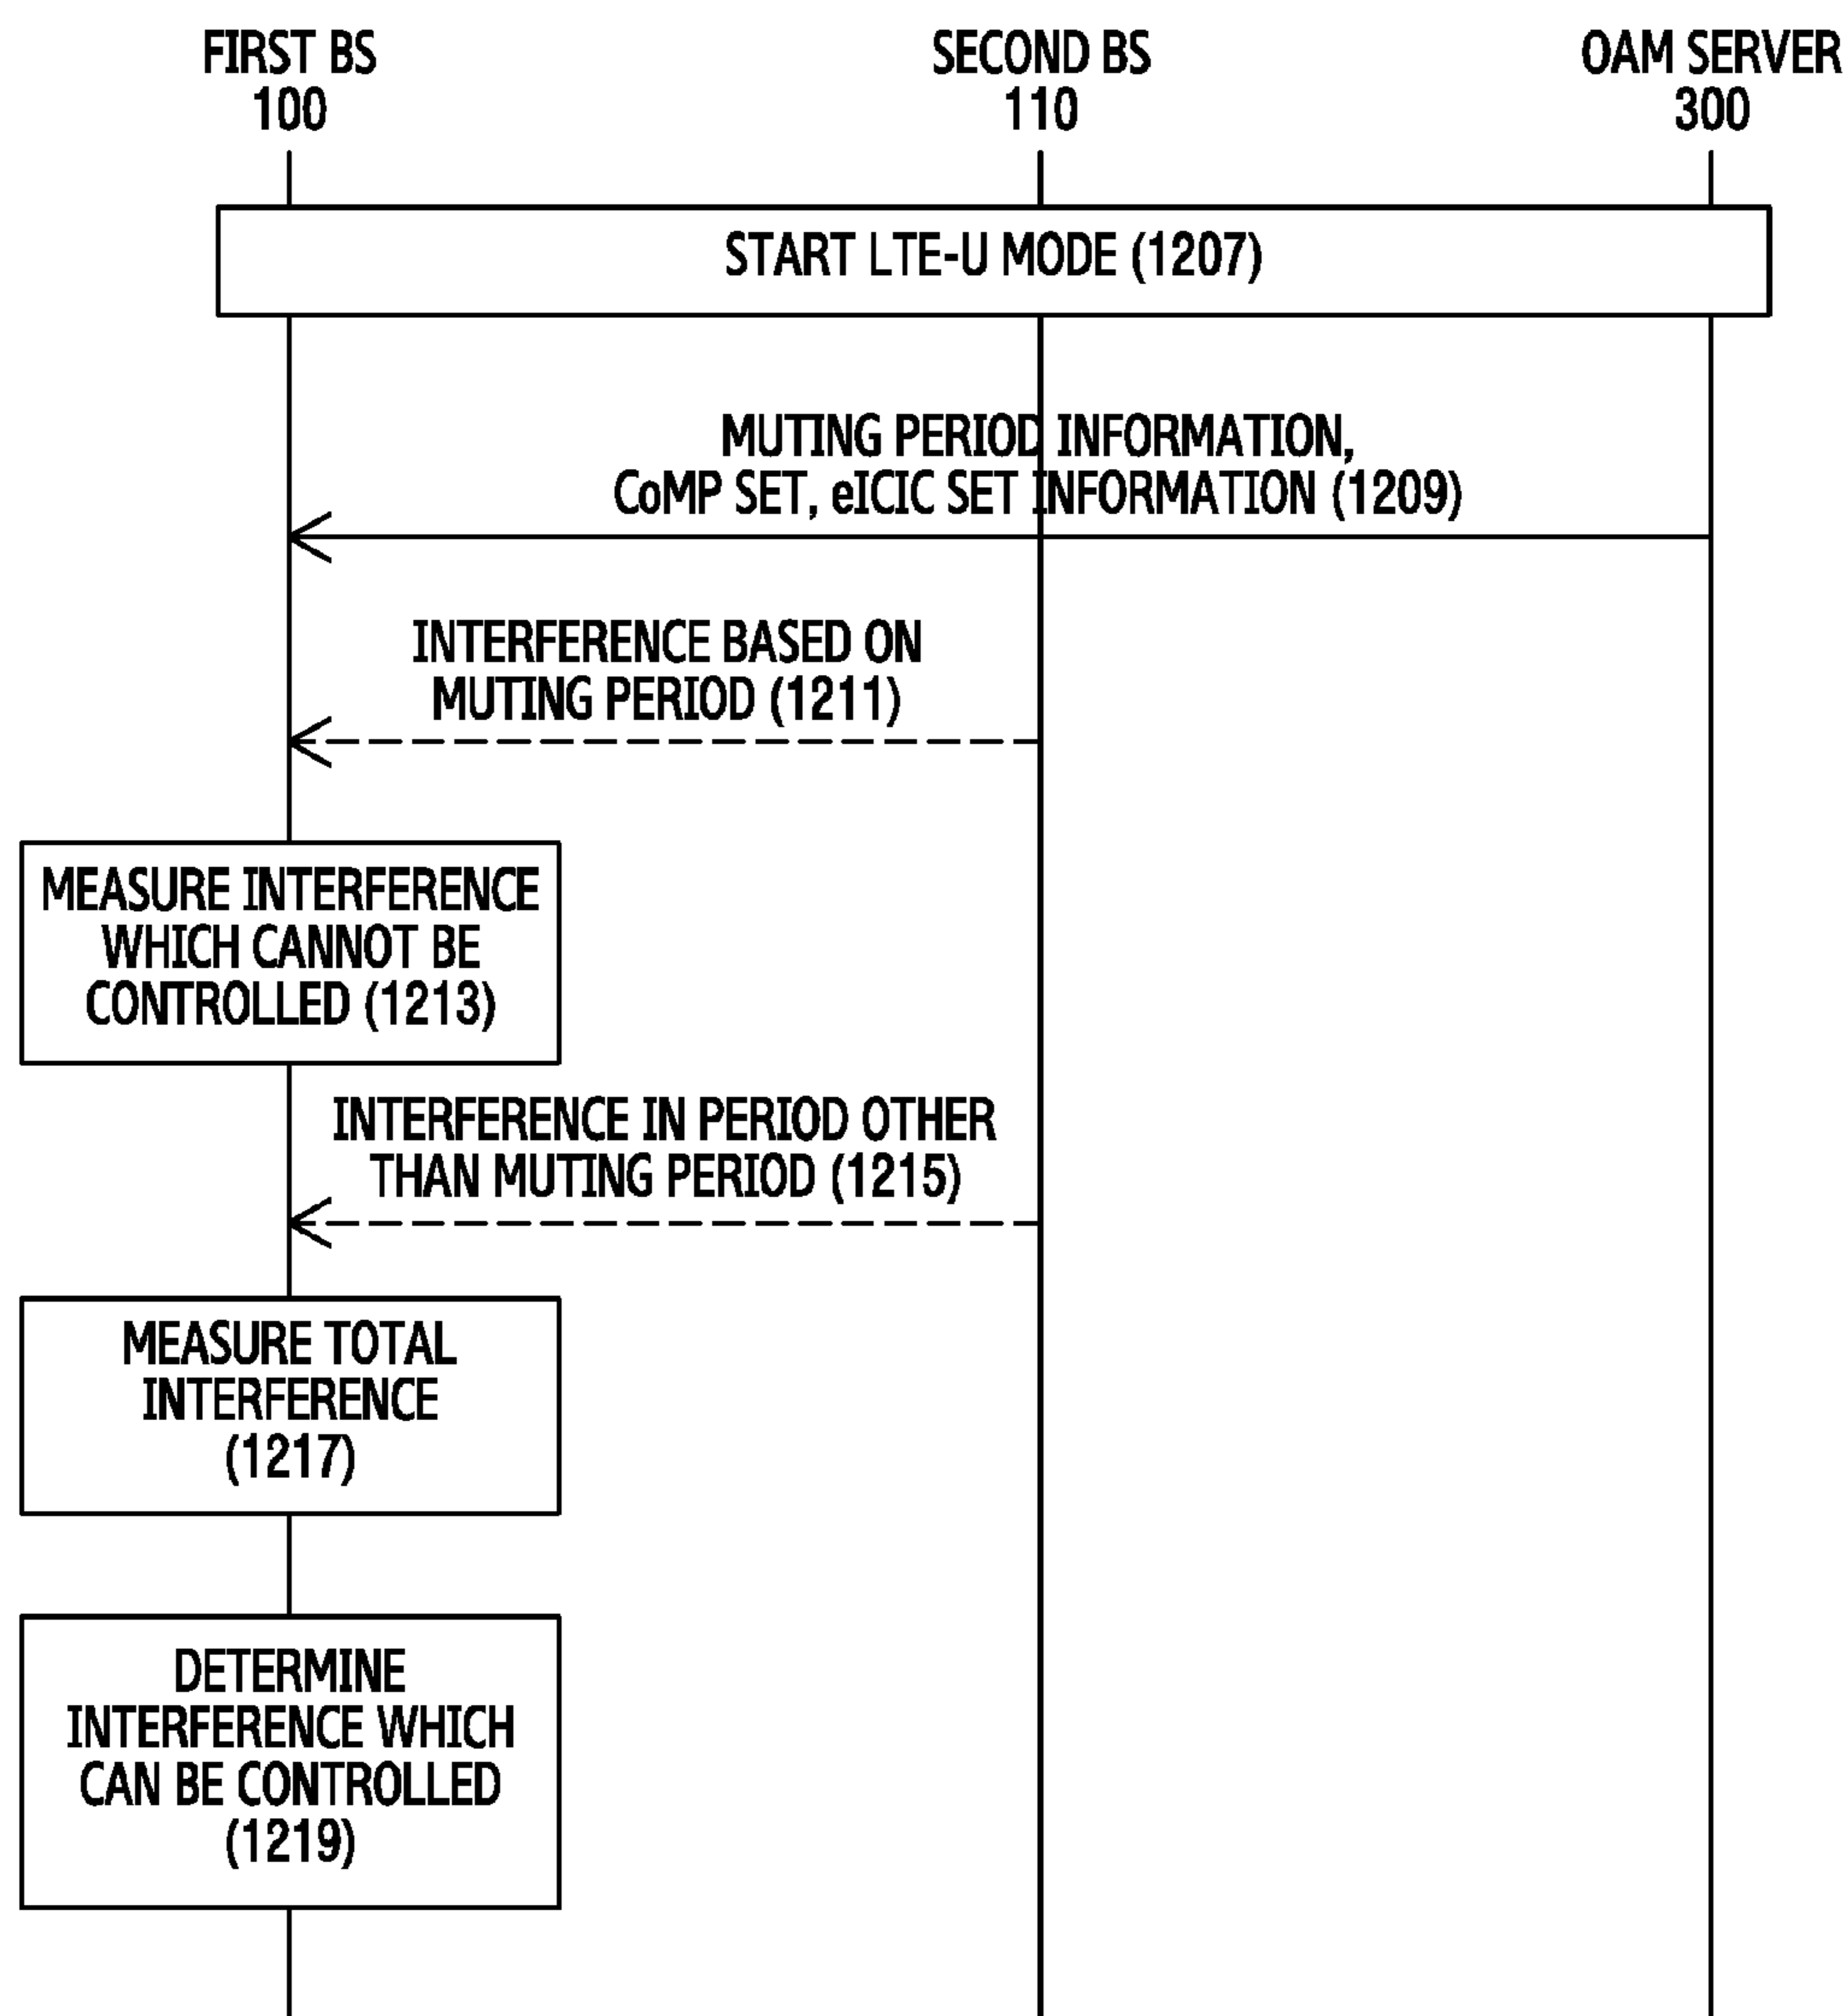 FIRST BS
100
SECOND BS
110
OAM SERVER
300
START LTE-U MODE (1207)
MUTING PERIOD INFORMATION,
CoMP SET, eICIC SET INFORMATION (1209)
INTERFERENCE BASED ON
MUTING PERIOD (1211)
MEASURE INTERFERENCE
WHICH CANNOT BE
CONTROLLED (1213)
INTERFERENCE IN PERIOD OTHER
THAN MUTING PERIOD (1215)
MEASURE TOTAL
INTERFERENCE
(1217)
DETERMINE
INTERFERENCE WHICH
CAN BE CONTROLLED
(1219)